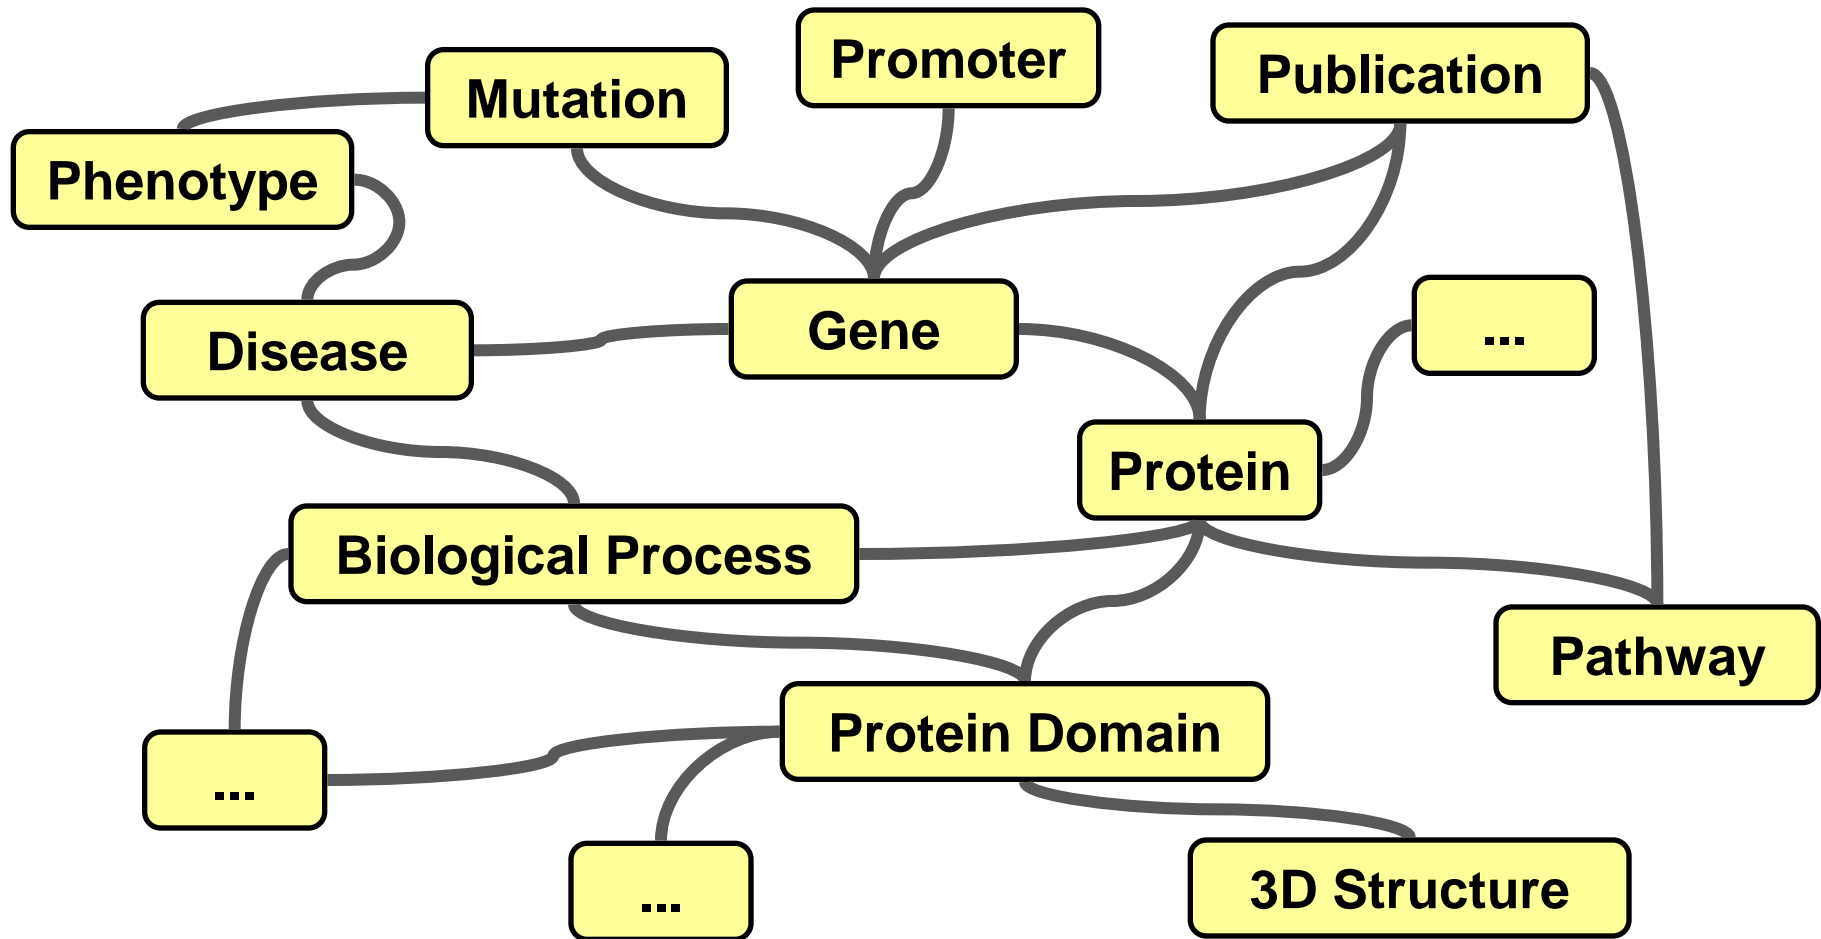 Promoter
Publication
Mutation
Phenotype
Gene
...
Disease
Protein
Biological Process
Pathway
Protein Domain
...
3D Structure
...